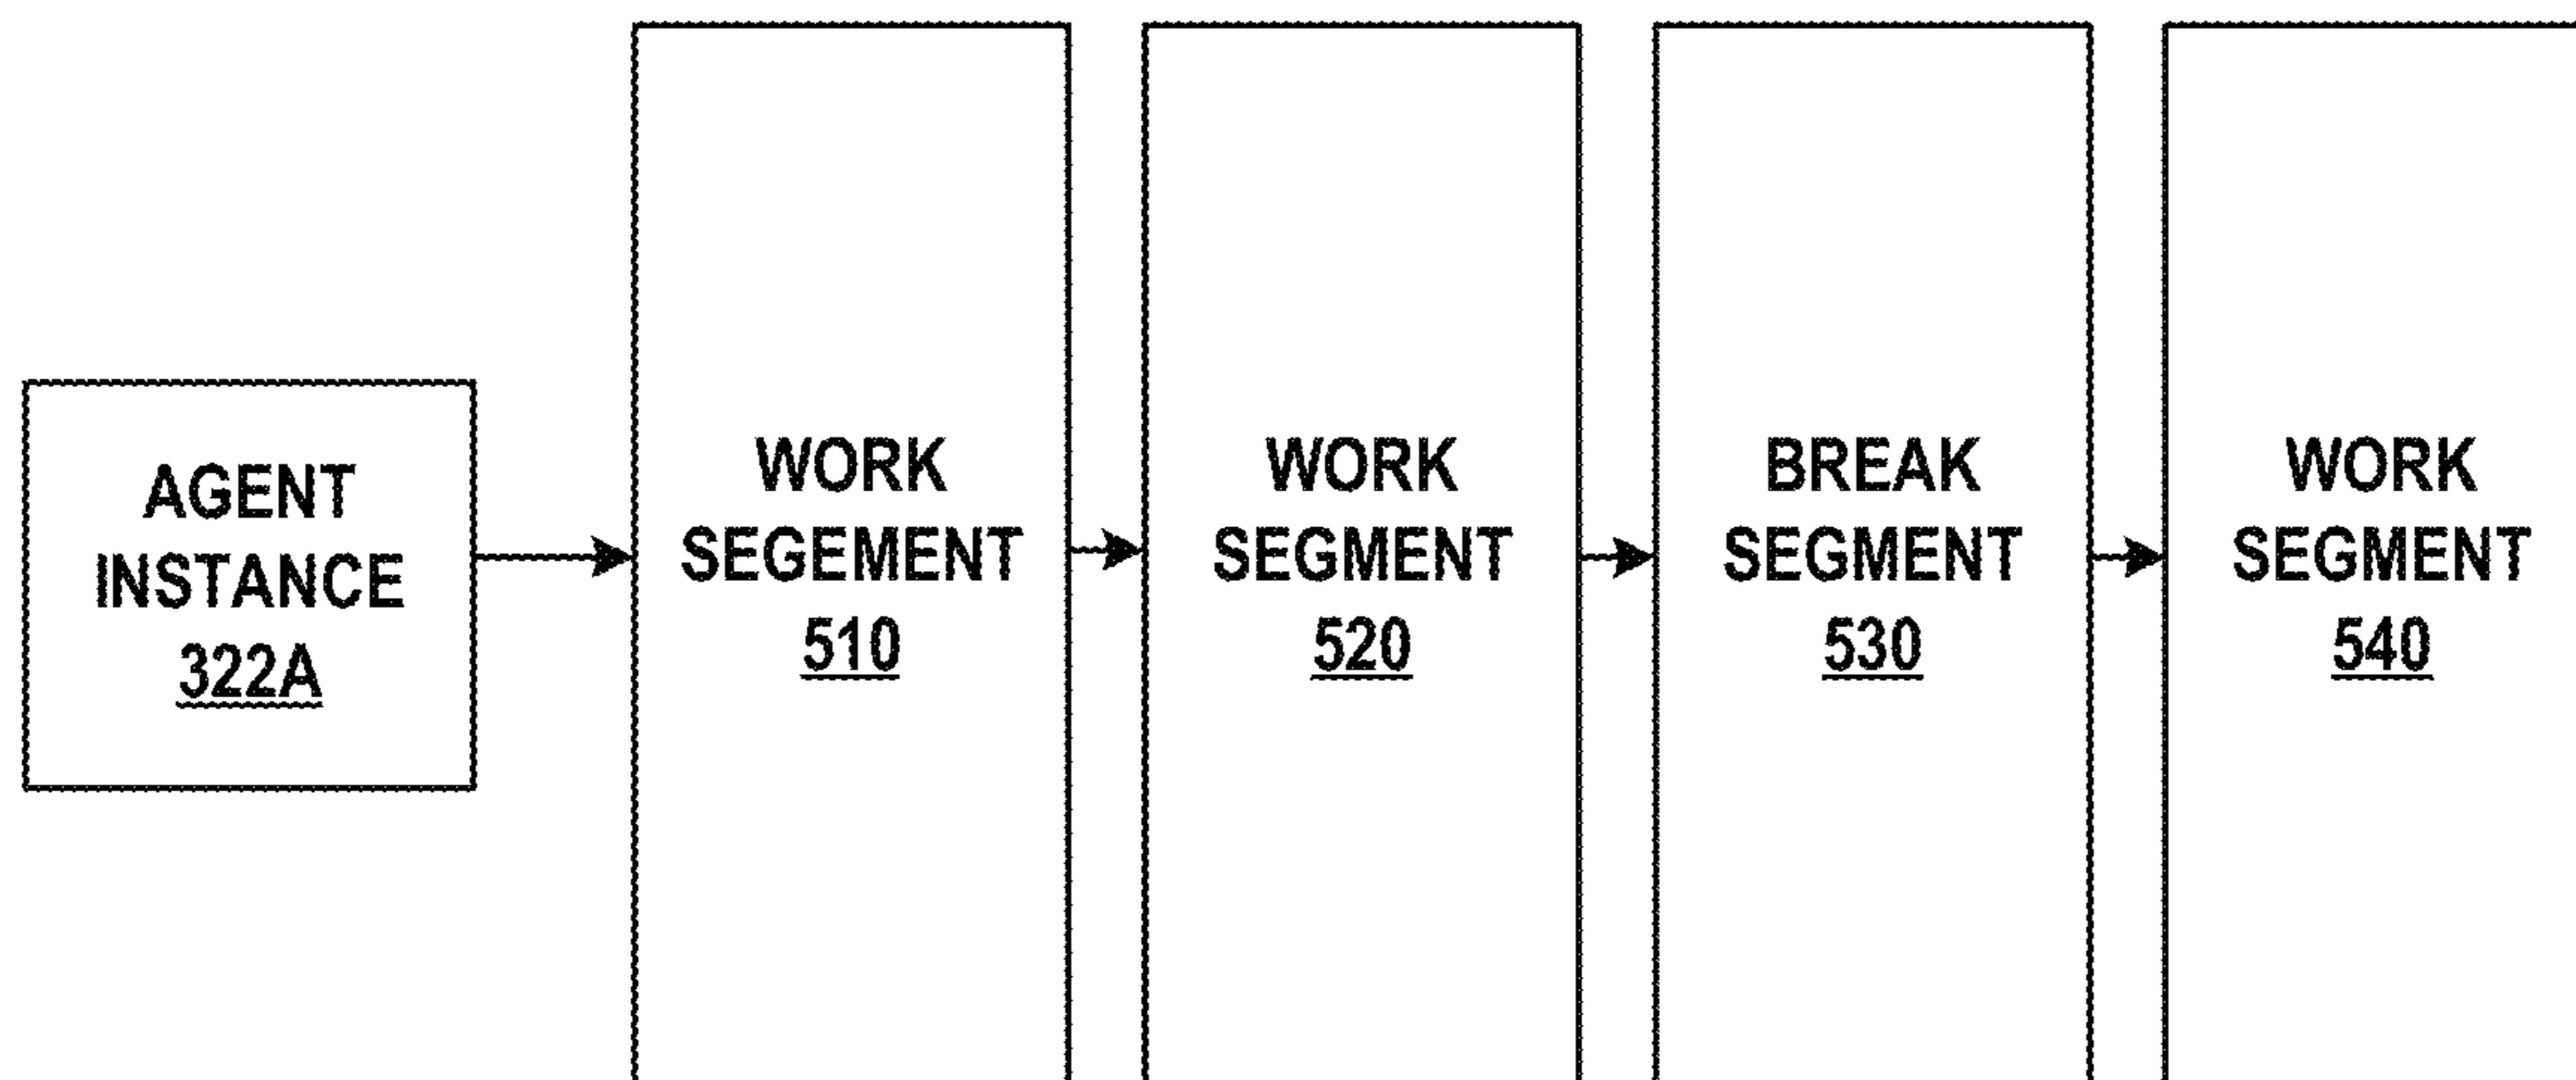 AGENT
INSTANCE
322A
WORK
SEGEMENT
510
WORK
SEGMENT
520
BREAK
SEGMENT
530
WORK
SEGMENT
540